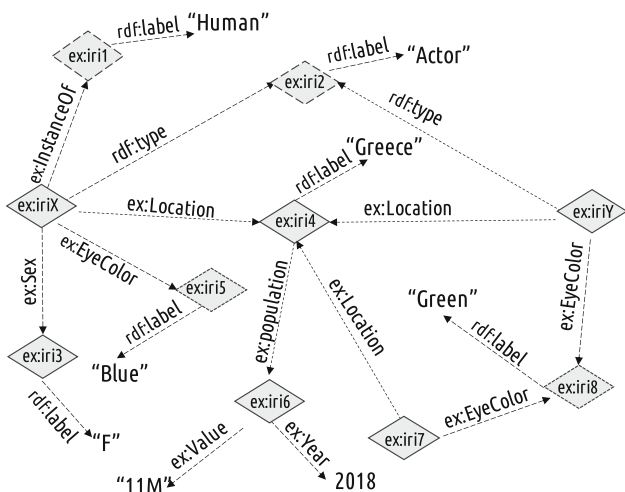 rdf:label
"Human"
ex:iri1
rdf:label
"Actor"
ex:iri2
ex:InstanceOf
rdf:type
rdf:type
"Greece"
rdf:label
ex:iriX
ex:Location
ex:iri4
ex:Location
ex:iriY
ex:Sex
ex:EyeColor
ex:iri5
ex:population
ex:Location
ex:EyeColor
rdf:label
"Green"
rdf:label
ex:iri3
"Blue"
ex:iri8
ex:iri6
rdf:label
"F"
ex:Value
ex:Year
ex:iri7
ex:EyeColor
"11M"
2018